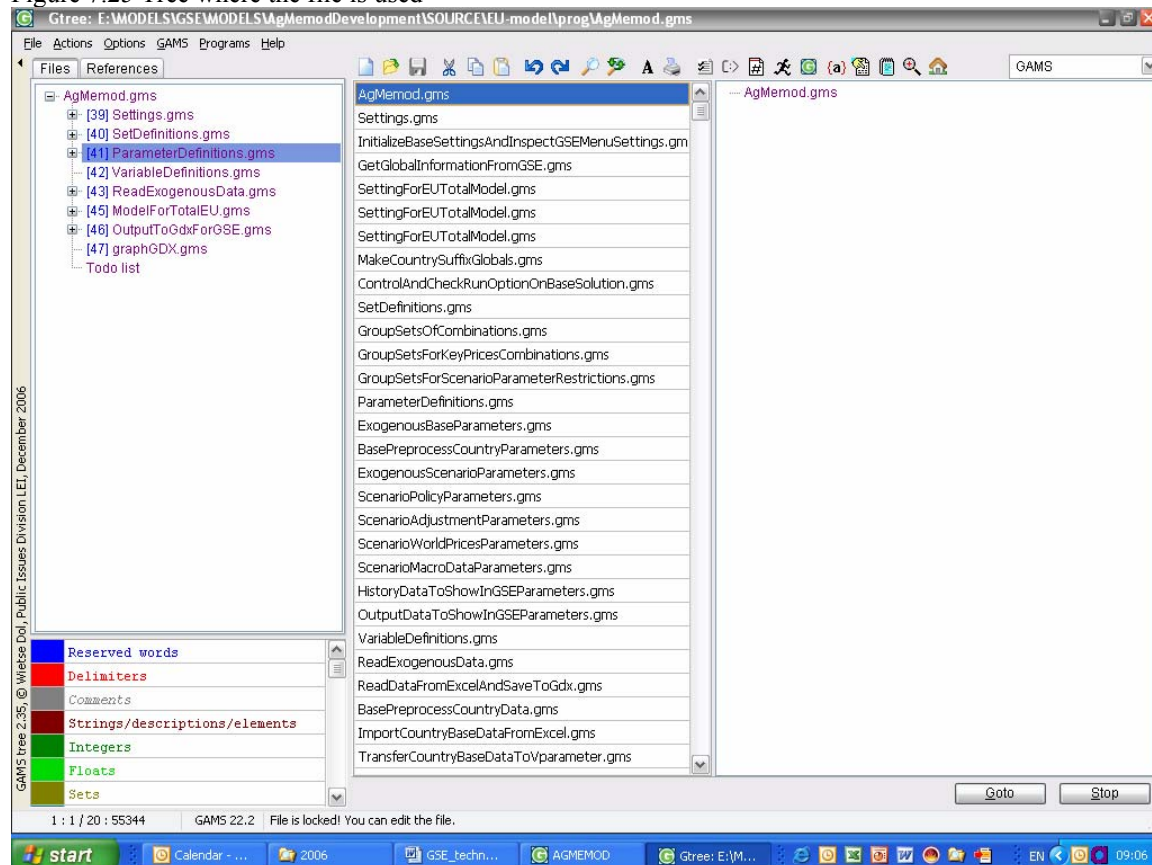 Figure 7.23 Tree where the file is used
Gtree: E:\MODELS\GSE\MODELS\AgMemodDevelopment\SOURCE\EU-model\prog\AgMemod.gms
File Actions Options GAMS Programs Help
Files References
GAMS
AgMemod.gms
[39] Settings.gms
[40] SetDefinitions.gms
[41] ParameterDefinitions.gms
[42] VariableDefinitions.gms
[43] ReadExogenousData.gms
[45] ModelForTotalEU.gms
[46] OutputToGdxForGSE.gms
[47] graphGDX.gms
Todo list
AgMemod.gms
Settings.gms
InitializeBaseSettingsAndInspectGSEMenuSettings.gm
GetGlobalInformationFromGSE.gms
SettingForEUTotalModel.gms
SettingForEUTotalModel.gms
SettingForEUTotalModel.gms
MakeCountrySuffixGlobals.gms
ControlAndCheckRunOptionOnBaseSolution.gms
SetDefinitions.gms
GroupSetsOfCombinations.gms
GroupSetsForKeyPricesCombinations.gms
GroupSetsForScenarioParameterRestrictions.gms
ParameterDefinitions.gms
ExogenousBaseParameters.gms
BasePreprocessCountryParameters.gms
ExogenousScenarioParameters.gms
ScenarioPolicyParameters.gms
ScenarioAdjustmentParameters.gms
ScenarioWorldPricesParameters.gms
ScenarioMacroDataParameters.gms
HistoryDataToShowInGSEParameters.gms
OutputDataToShowInGSEParameters.gms
VariableDefinitions.gms
ReadExogenousData.gms
ReadDataFromExcelAndSaveToGdx.gms
BasePreprocessCountryData.gms
ImportCountryBaseDataFromExcel.gms
TransferCountryBaseDataToVparameter.gms
AgMemod.gms
GAMS tree 2.35, © Wietse Dol, Public Issues Division LEI, December 2006
Reserved words
Delimiters
Comments
Strings/descriptions/elements
Integers
Floats
Sets
Goto Stop
1 : 1 / 20 : 55344 GAMS 22.2 File is locked! You can edit the file.
start Calendar - ... 2006 GSE_techn... AGMEMOD Gtree: E:\M... EN 09:06